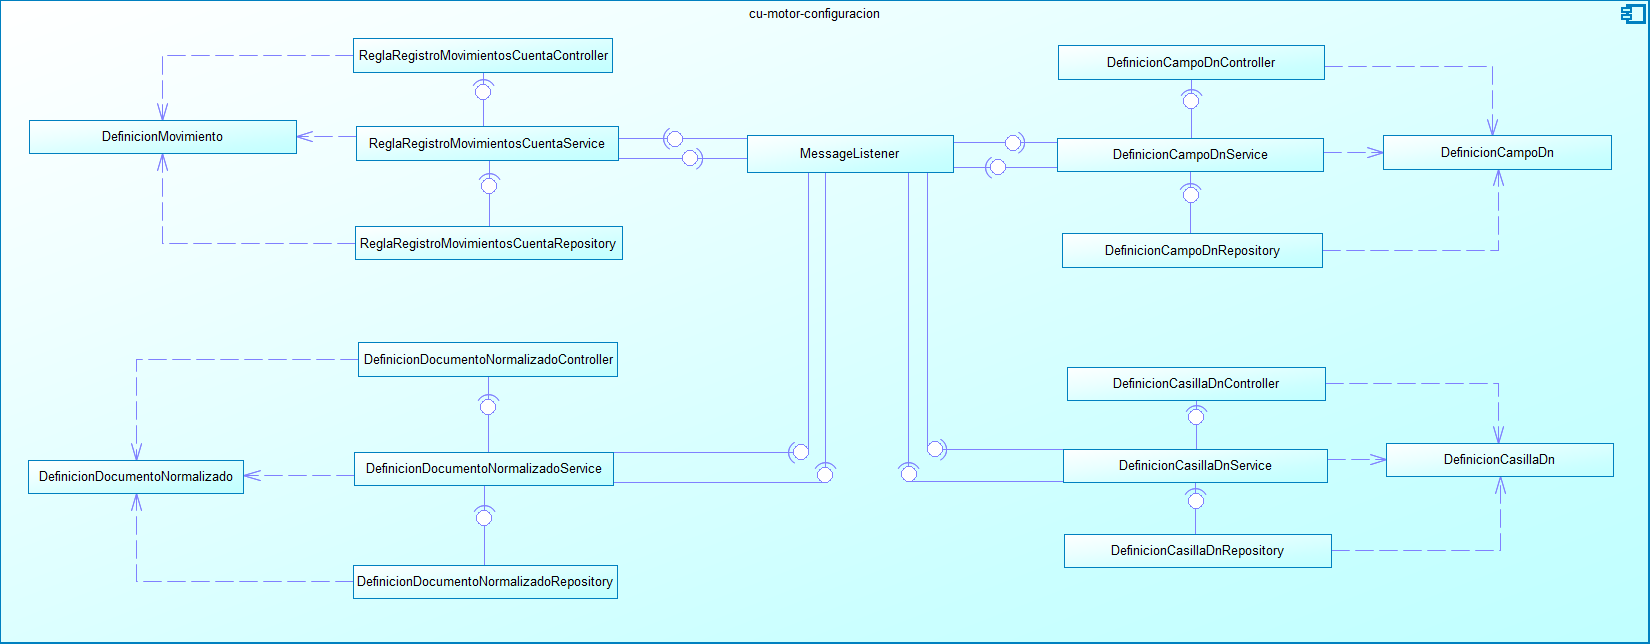 cu-motor-configuracion
ReglaRegistroMovimientosCuentaController
DefinicionCampoDnController
DefinicionMovimiento
ReglaRegistroMovimientosCuentaService
MessageListener
DefinicionCampoDnService
DefinicionCampoDn
ReglaRegistroMovimientosCuentaRepository
DefinicionCampoDnRepository
DefinicionDocumentoNormalizadoController
DefinicionCasillaDnController
DefinicionDocumentoNormalizado
DefinicionDocumentoNormalizadoService
DefinicionCasillaDnService
DefinicionCasillaDn
DefinicionDocumentoNormalizadoRepository
DefinicionCasillaDnRepository